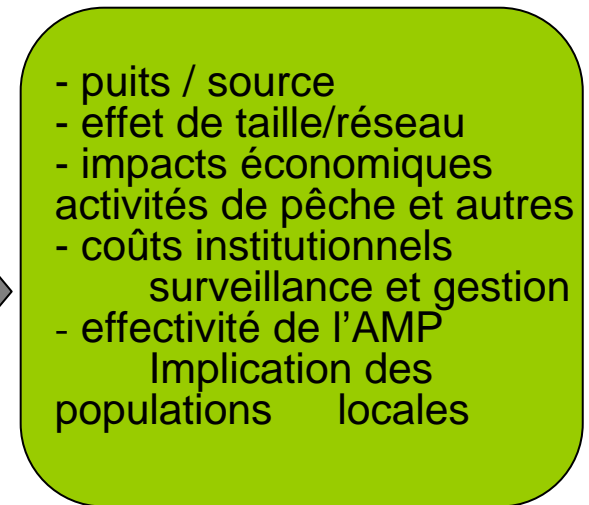 - puits / source
- effet de taille/réseau
- impacts économiques
activités de pêche et autres
- coûts institutionnels
surveillance et gestion
- effectivité de l’AMP
Implication des
populations locales